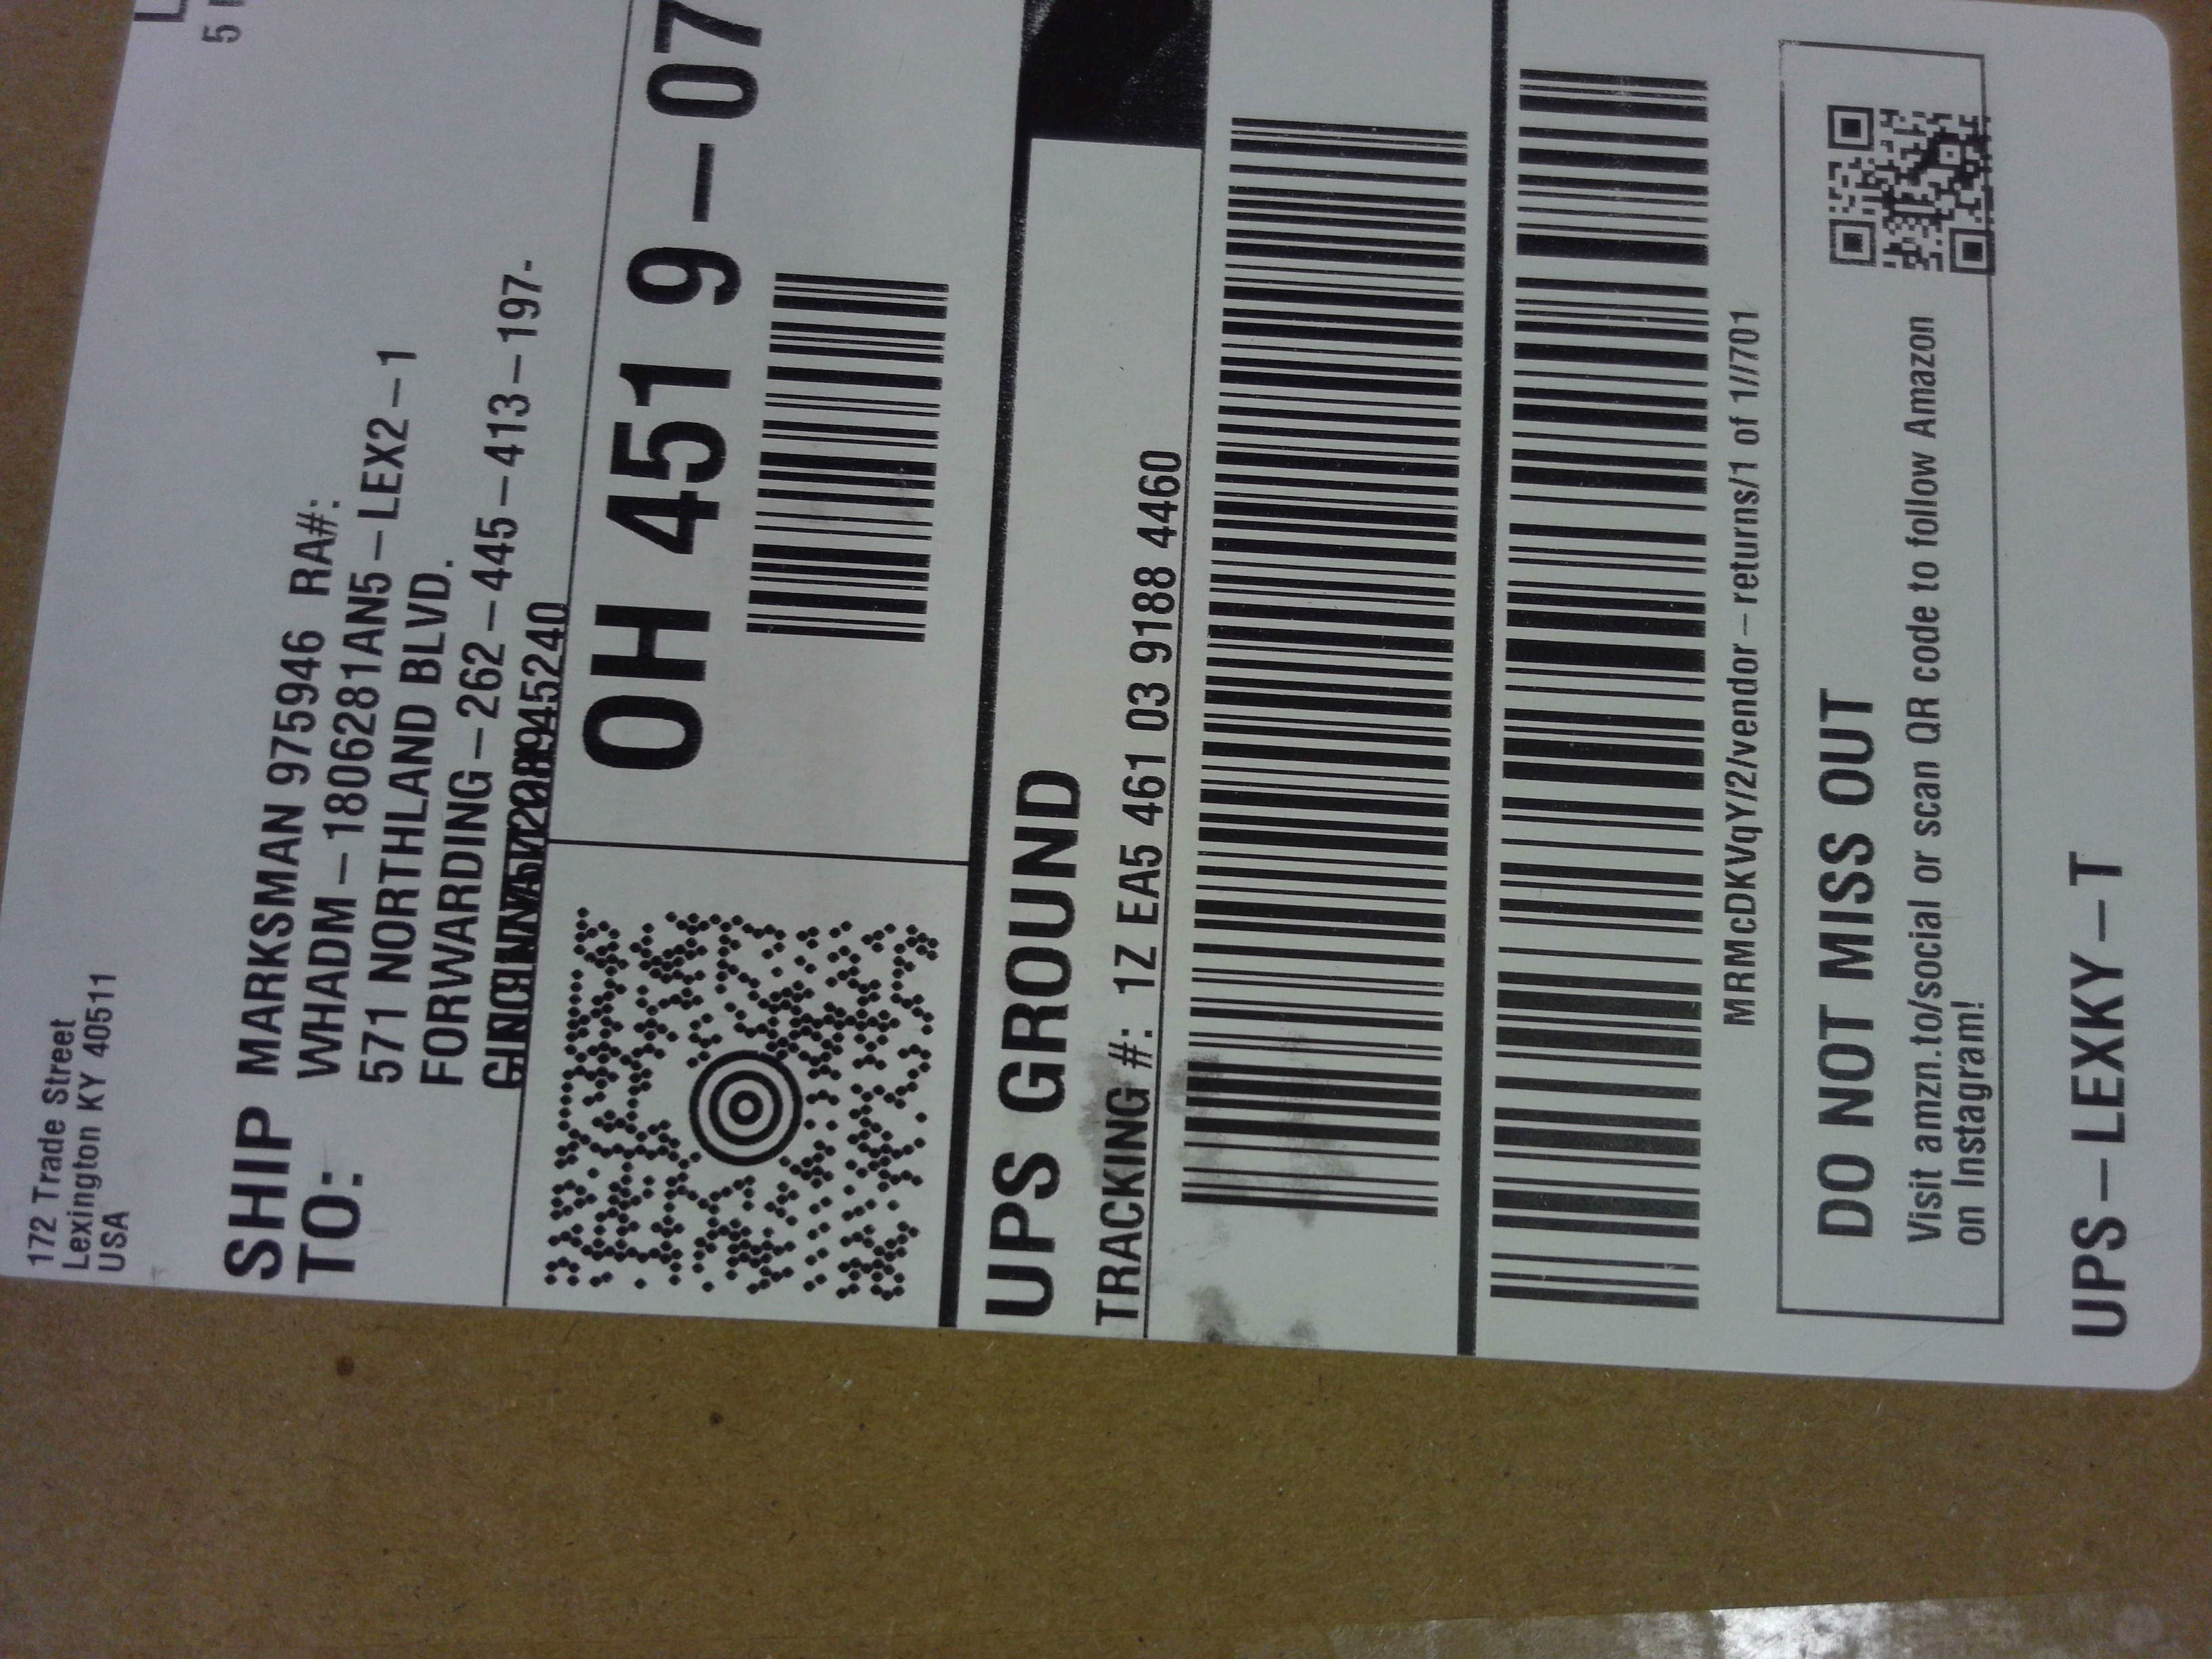 172 Trade Street
Lexington KY 40511
USA
SHIP
TO:
MARKSMAN 975946 RA#:
WHADM-1806281AN5-LEX2-1
571 NORTHLAND BLVD.
FORWARDING-262-445-413-197-
OH 451 9-07
UPS GROUND
TRACKING #: 1Z EA5 461 03 9188 4460
MRMcDKVqY/2/vendor-returns/1 of 1//701
DO NOT MISS OUT
Visit amzn.to/social or scan QR code to follow Amazon
on Instagram!
UPS-LEXKY-T